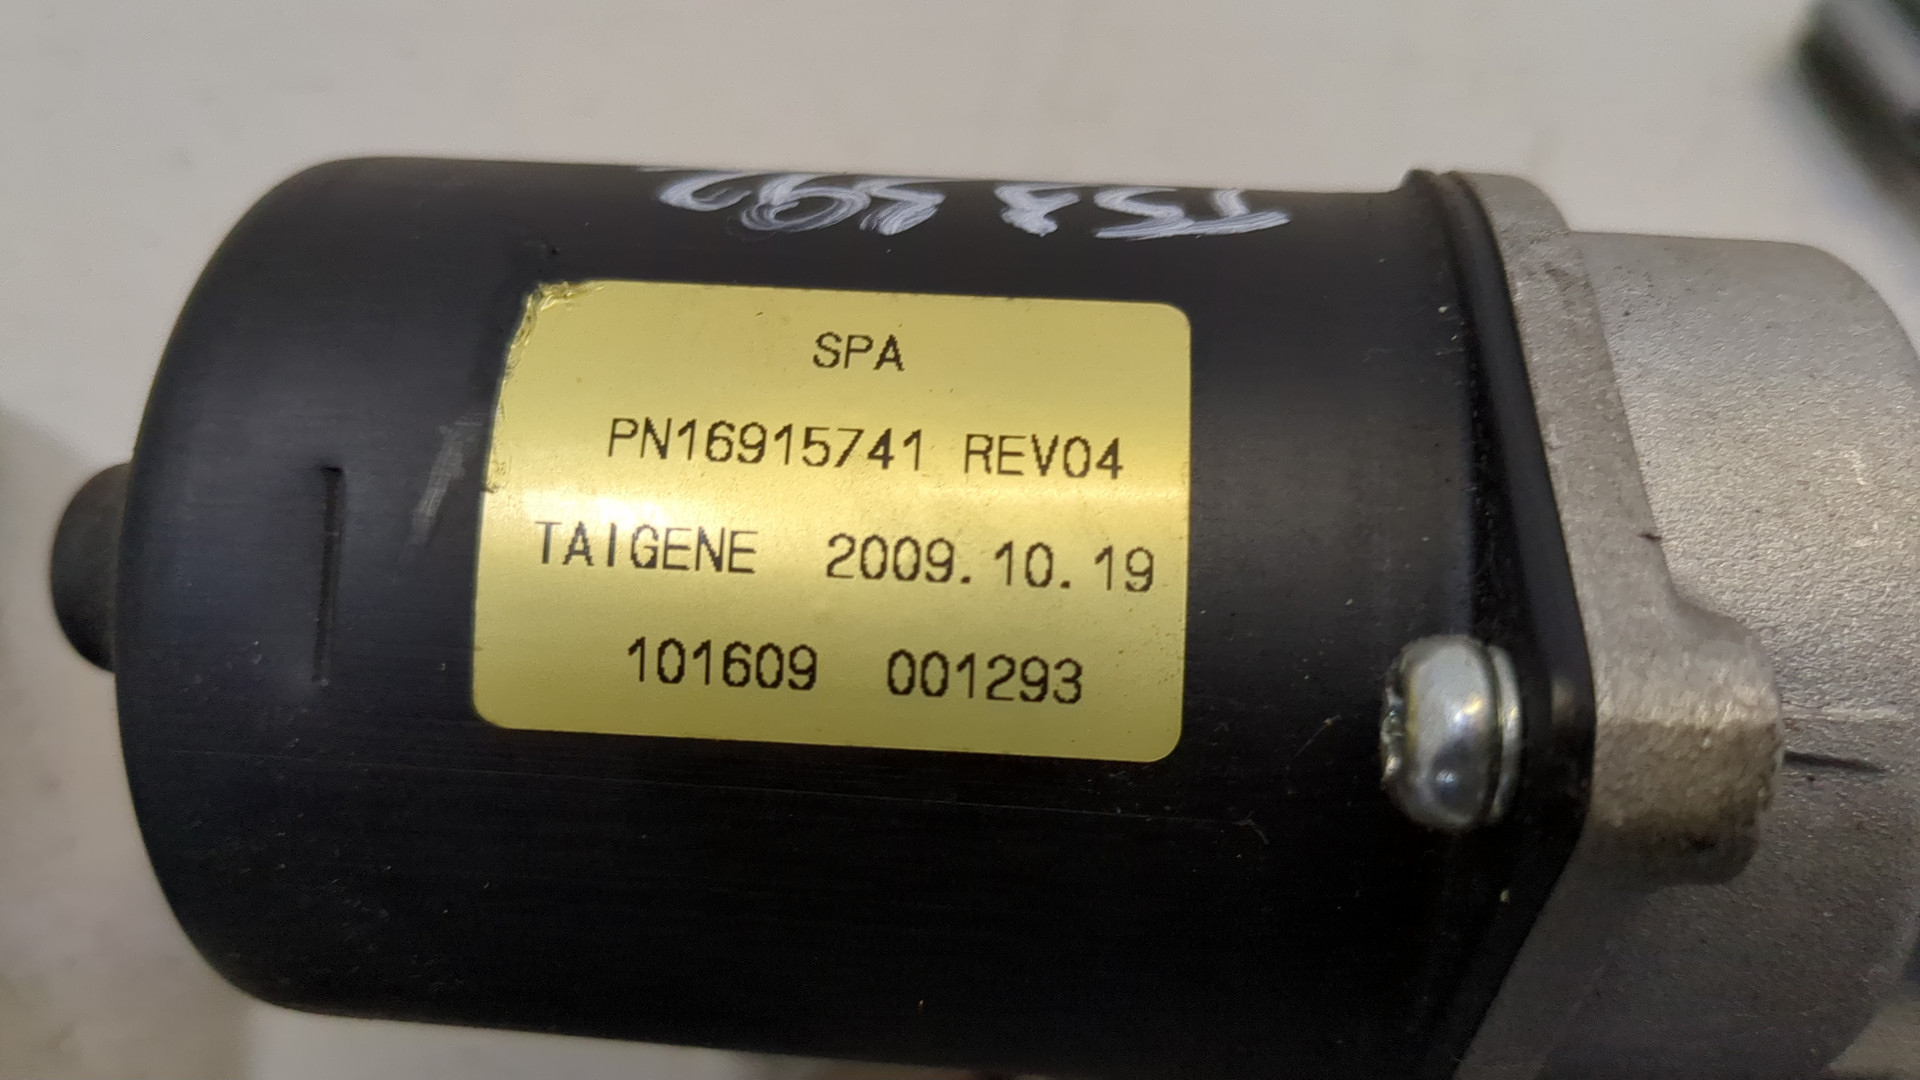 SPA
PN16915741 REV04
TAIGENE 2009.10.19
101609 001293